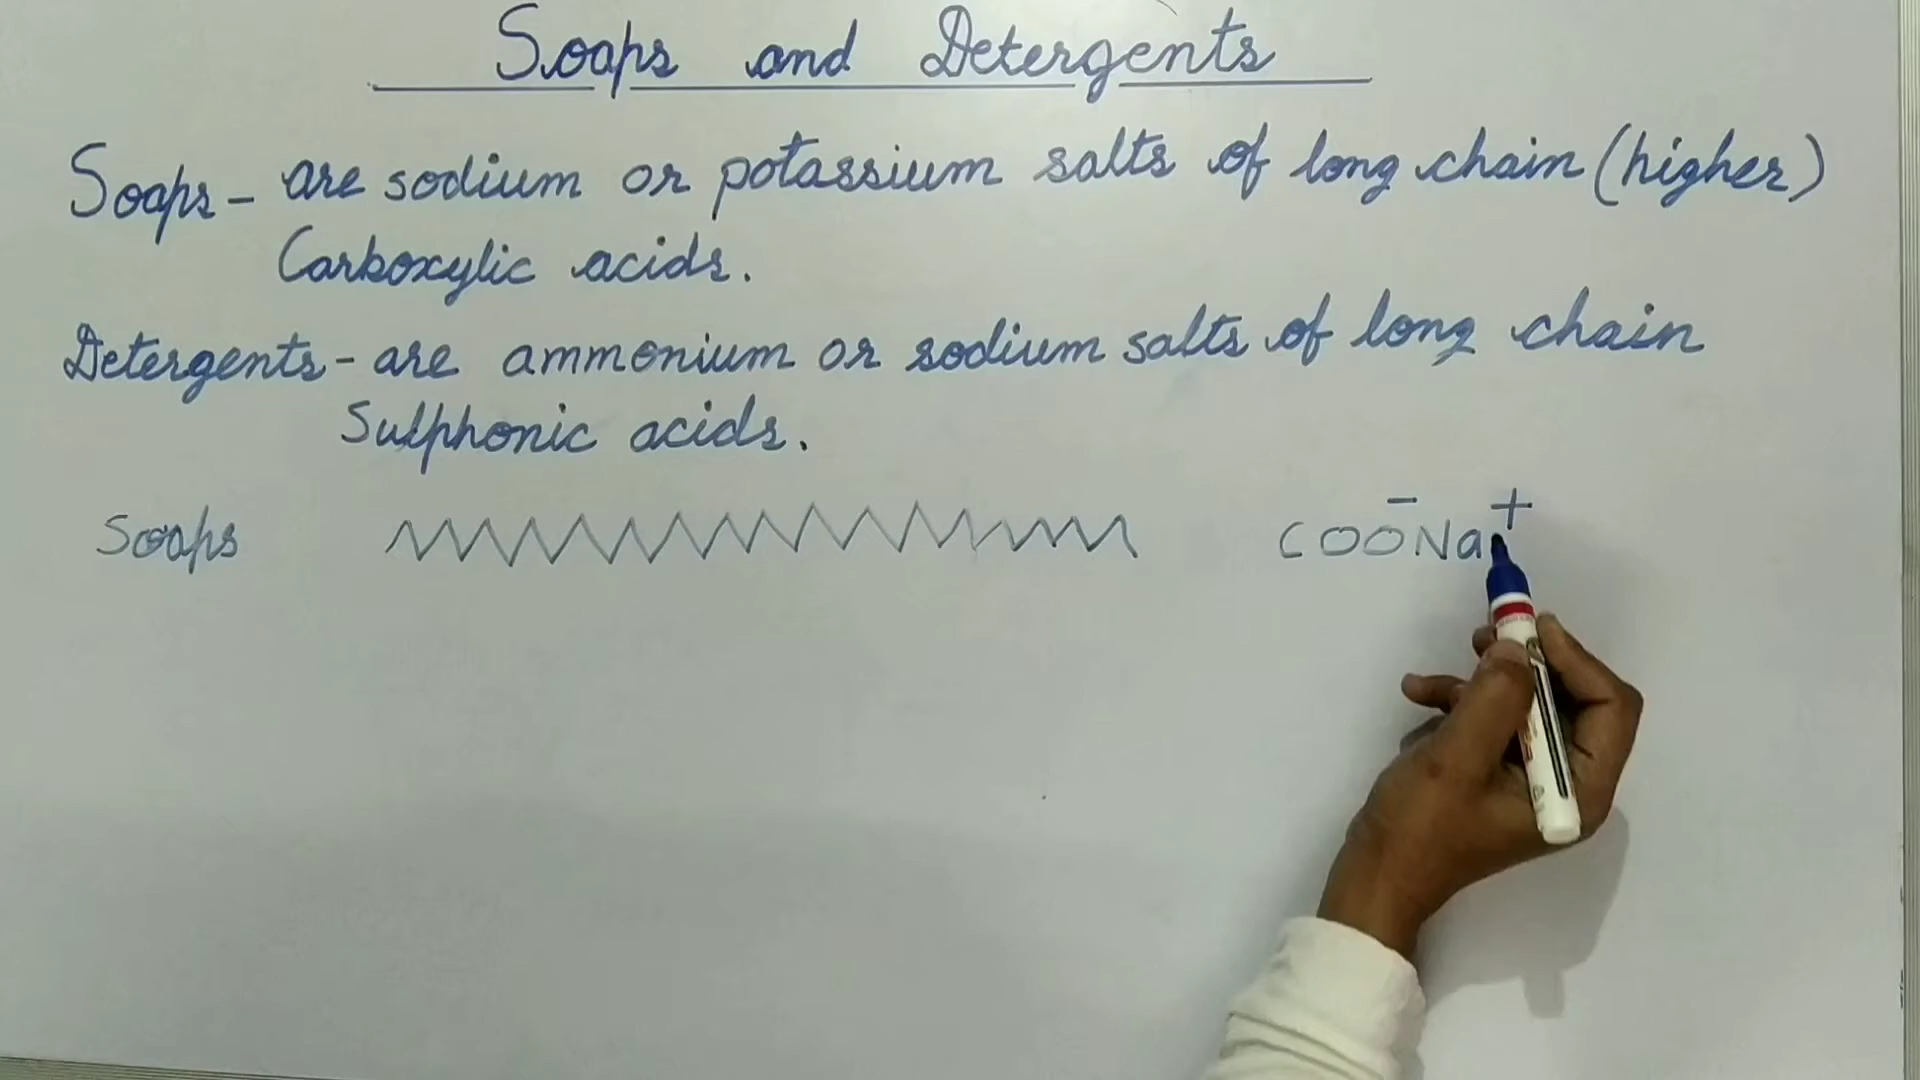 Soaps and Detergents
Soaps - are sodium or potassium salts of long chain (higher)
Carboxylic acids.
Detergents - are ammonium or sodium salts of long chain
Sulphonic acids.
Soaps COO⁻Na⁺